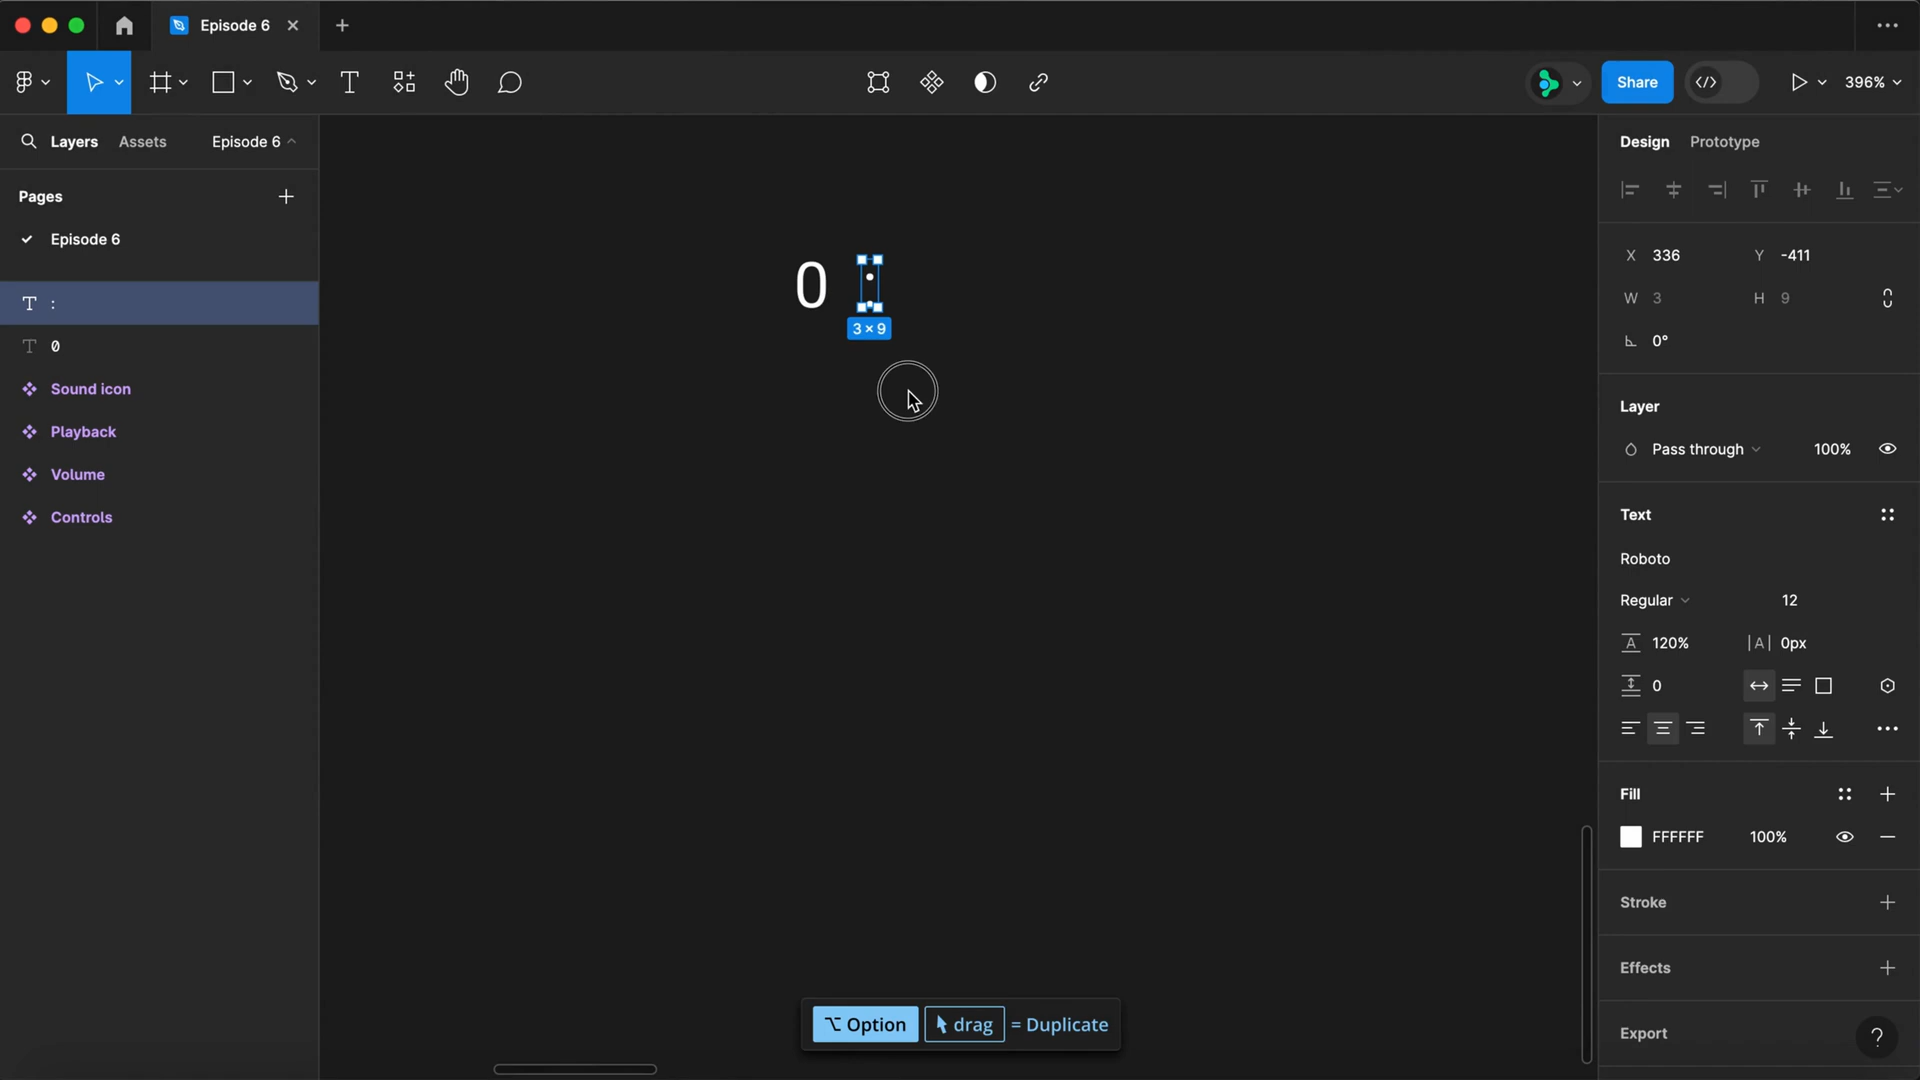 Episode 6
Share
396%
Layers
Assets
Episode 6
Pages
Episode 6
:
0
Sound icon
Playback
Volume
Controls
0 :
3 × 9
Option drag = Duplicate
Design
Prototype
X 336
Y -411
W 3
H 9
0°
Layer
Pass through
100%
Text
Roboto
Regular
12
120%
0px
0
Fill
FFFFFF
100%
Stroke
Effects
Export
?